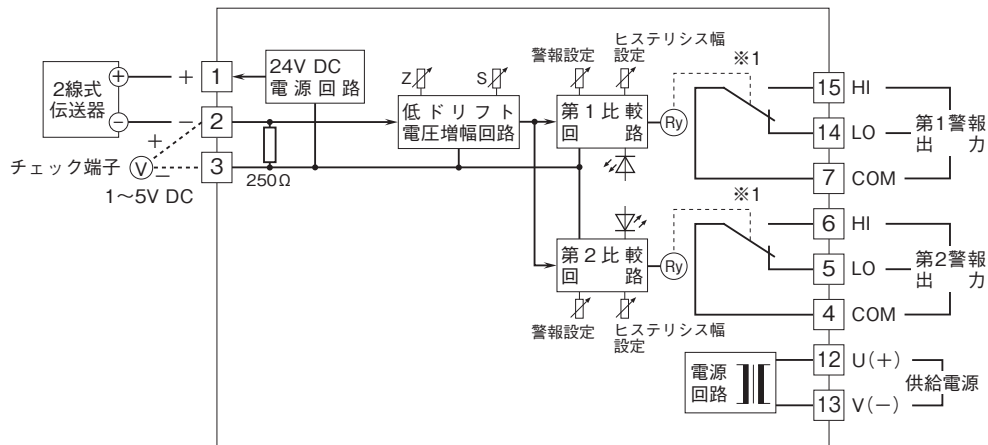 2線式
伝送器
+
−
+
−
+
−
チェック端子
V
1～5V DC
1
2
3
24V DC
電源回路
250Ω
Z
S
低ドリフト
電圧増幅回路
警報設定
ヒステリシス幅
設定
第1比較
回路
Ry
※1
15
HI
14
LO
7
COM
第1警報
出力
第2比較
回路
Ry
※1
警報設定
ヒステリシス幅
設定
6
HI
5
LO
4
COM
第2警報
出力
電源
回路
12
U(+)
13
V(−)
供給電源